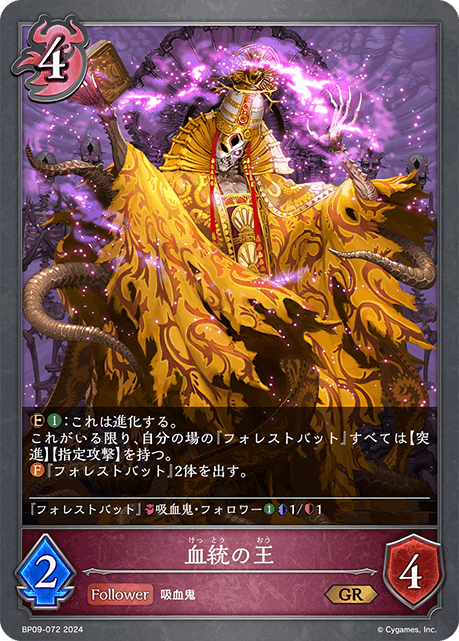 4
E 1：これは進化する。
これがいる限り、自分の場の『フォレストバット』すべては【突
進】【指定攻撃】を持つ。
F『フォレストバット』2体を出す。
『フォレストバット』吸血鬼・フォロワー1 1/1
けっとう おう
血統の王
2
Follower 吸血鬼
GR
4
BP09-072 2024
© Cygames, Inc.